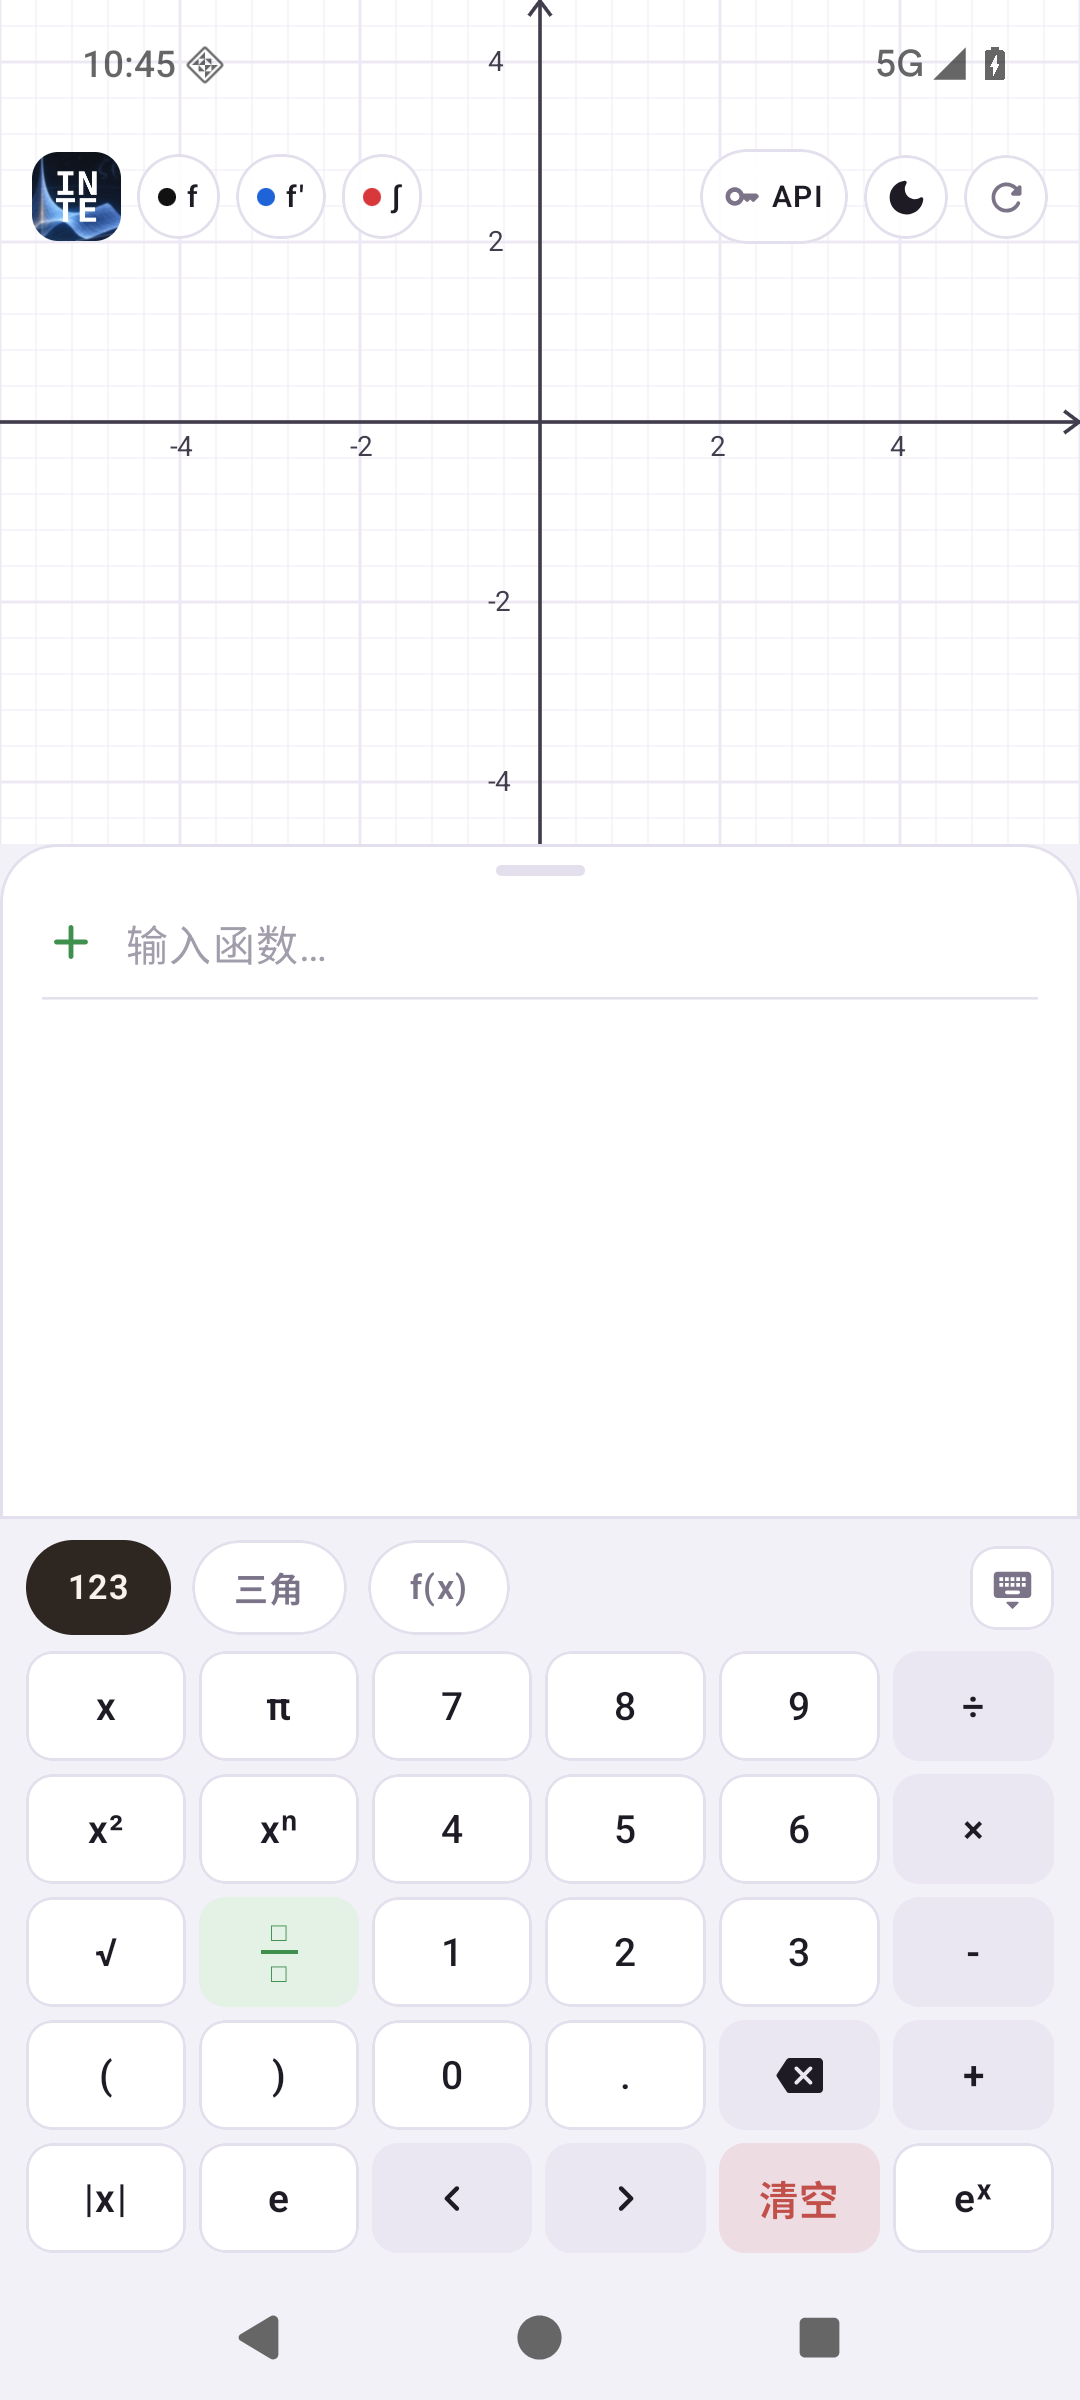 10:45 5G
4
IN
TE
f f' ∫ API
2
-4 -2 2 4
-2
-4
输入函数...
123 三角 f(x)
x π 7 8 9 ÷
x² xⁿ 4 5 6 ×
√ □/□ 1 2 3 -
( ) 0 . +
|x| e < > 清空 eˣ